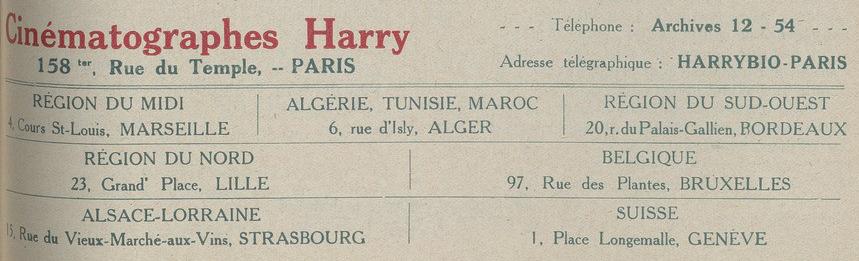 Cinématographes Harry
158 ter, Rue du Temple, -- PARIS
- - - Téléphone : Archives 12 - 54 - - -
Adresse télégraphique : HARRYBIO-PARIS
RÉGION DU MIDI
4, Cours St-Louis, MARSEILLE
ALGÉRIE, TUNISIE, MAROC
6, rue d'Isly, ALGER
RÉGION DU SUD-OUEST
20, r. du Palais-Gallien, BORDEAUX
RÉGION DU NORD
23, Grand' Place, LILLE
BELGIQUE
97, Rue des Plantes, BRUXELLES
ALSACE-LORRAINE
15, Rue du Vieux-Marché-aux-Vins, STRASBOURG
SUISSE
1, Place Longemalle, GENÈVE